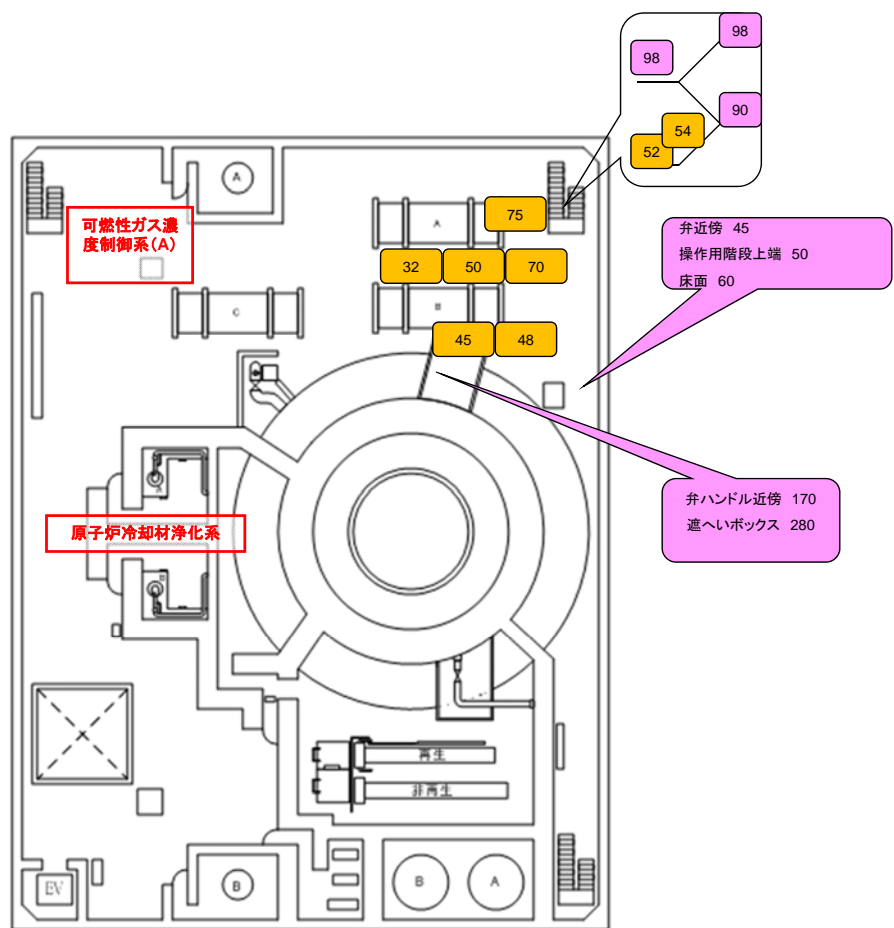 98
98
90
54
52
A
可燃性ガス濃
度制御系(A)
75
A
弁近傍 45
操作用階段上端 50
床面 60
32
50
70
C
B
45
48
A
弁ハンドル近傍 170
遮へいボックス 280
原子炉冷却材浄化系
B
再生
非再生
EV
B
B
A